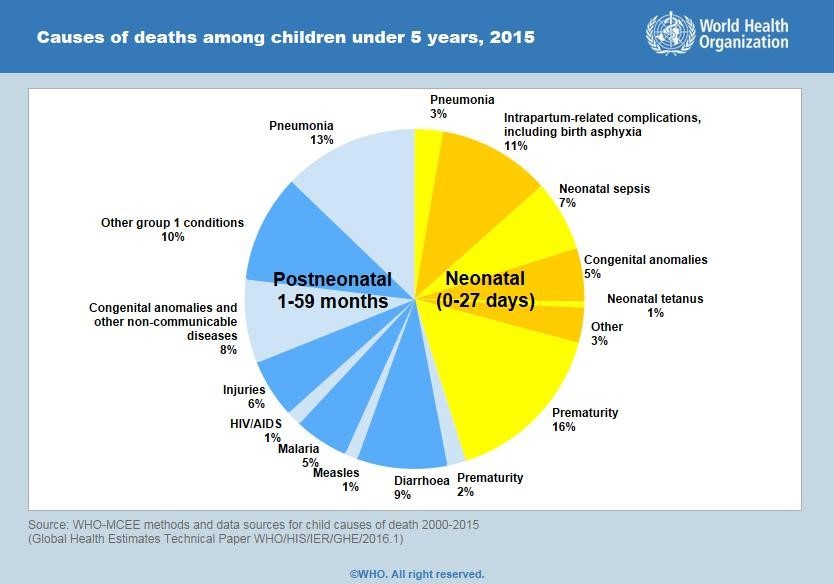 Causes of deaths among children under 5 years, 2015
World Health
Organization
Pneumonia
3%
Intrapartum-related complications,
including birth asphyxia
11%
Neonatal sepsis
7%
Congenital anomalies
5%
Neonatal tetanus
1%
Other
3%
Prematurity
16%
Prematurity
2%
Diarrhoea
9%
Measles
1%
Malaria
5%
HIV/AIDS
1%
Injuries
6%
Congenital anomalies and
other non-communicable
diseases
8%
Other group 1 conditions
10%
Pneumonia
13%
Postneonatal
1-59 months
Neonatal
(0-27 days)
Source: WHO-MCEE methods and data sources for child causes of death 2000-2015
(Global Health Estimates Technical Paper WHO/HIS/IER/GHE/2016.1)
©WHO. All right reserved.